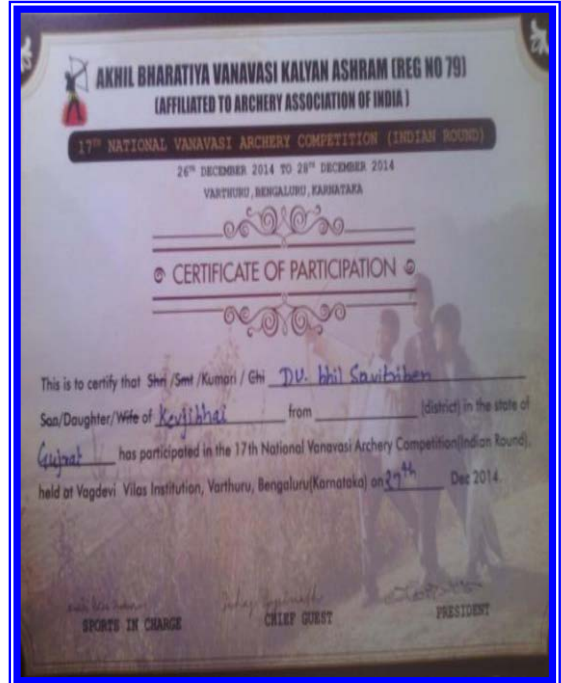 AKHIL BHARATIYA VANAVASI KALYAN ASHRAM (REG NO 79)
(AFFILIATED TO ARCHERY ASSOCIATION OF INDIA)
17TH NATIONAL VANAVASI ARCHERY COMPETITION (INDIAN ROUND)
26TH DECEMBER 2014 TO 28TH DECEMBER 2014
VARTHURU, BENGALURU, KARNATAKA
CERTIFICATE OF PARTICIPATION
This is to certify that Shri /Smt /Kumari / Chi DU. bhil Savitriben
Son/Daughter/Wife of Kevjibhai from (district) in the state of
Gujrat has participated in the 17th National Vanavasi Archery Competition(Indian Round).
held at Vagdevi Vilas Institution, Varthuru, Bengaluru(Karnataka) on 27th Dec 2014.
SPORTS IN CHARGE CHIEF GUEST PRESIDENT